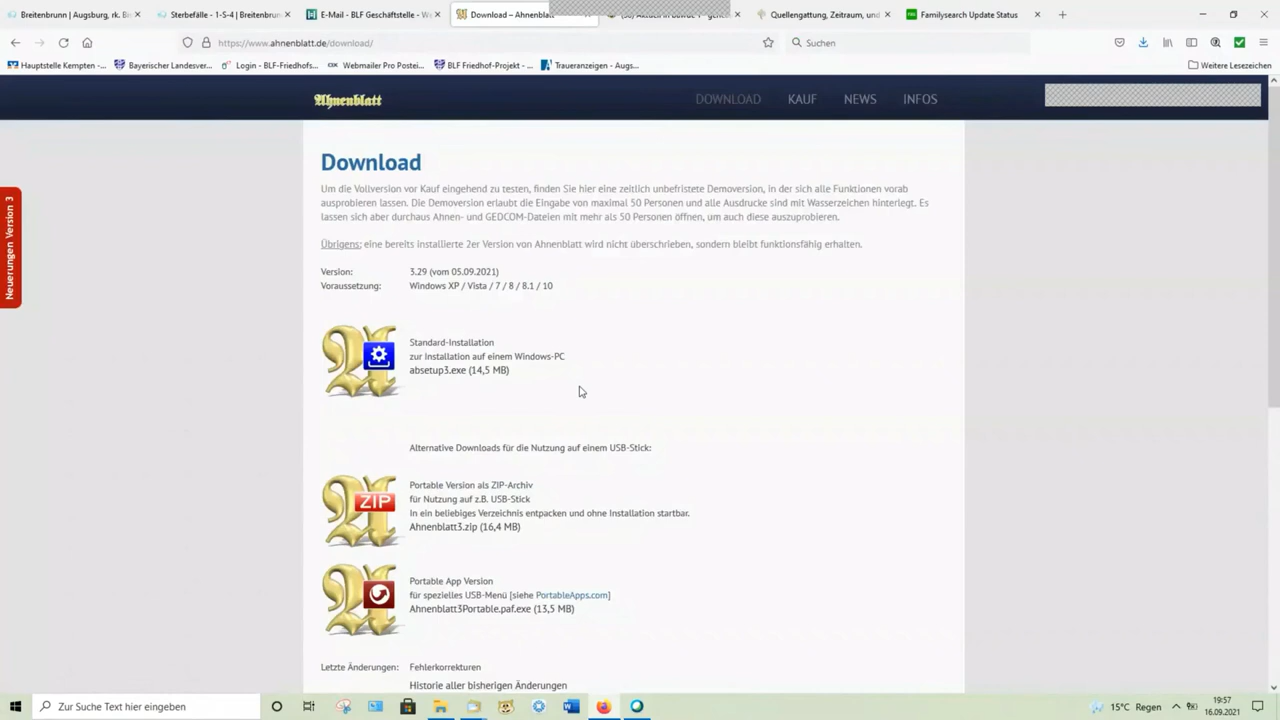 Breitenbrunn | Augsburg, rk. B
Sterbefälle - 1-S-4 | Breitenbrun
E-Mail - BLF Geschäftstelle - W
Download – Ahnenblatt
Quellengattung, Zeitraum, und
Familysearch Update Status
https://www.ahnenblatt.de/download/
Suchen
Hauptstelle Kempten -...
Bayerischer Landesver...
Login - BLF-Friedhofs...
Webmailer Pro Postei...
BLF Friedhof-Projekt - ...
Traueranzeigen - Augs...
Weitere Lesezeichen
Ahnenblatt
DOWNLOAD
KAUF
NEWS
INFOS
Neuerungen Version 3
Download
Um die Vollversion vor Kauf eingehend zu testen, finden Sie hier eine zeitlich unbefristete Demoversion, in der sich alle Funktionen vorab
ausprobieren lassen. Die Demoversion erlaubt die Eingabe von maximal 50 Personen und alle Ausdrucke sind mit Wasserzeichen hinterlegt. Es
lassen sich aber durchaus Ahnen- und GEDCOM-Dateien mit mehr als 50 Personen öffnen, um auch diese auszuprobieren.
Übrigens: eine bereits installierte 2er Version von Ahnenblatt wird nicht überschrieben, sondern bleibt funktionsfähig erhalten.
Version: 3.29 (vom 05.09.2021)
Voraussetzung: Windows XP / Vista / 7 / 8 / 8.1 / 10
Standard-Installation
zur Installation auf einem Windows-PC
absetup3.exe (14,5 MB)
Alternative Downloads für die Nutzung auf einem USB-Stick:
ZIP
Portable Version als ZIP-Archiv
für Nutzung auf z.B. USB-Stick
In ein beliebiges Verzeichnis entpacken und ohne Installation startbar.
Ahnenblatt3.zip (16,4 MB)
Portable App Version
für spezielles USB-Menü [siehe PortableApps.com]
Ahnenblatt3Portable.paf.exe (13,5 MB)
Letzte Änderungen: Fehlerkorrekturen
Historie aller bisherigen Änderungen
Zur Suche Text hier eingeben
15°C Regen
19:57
16.09.2021